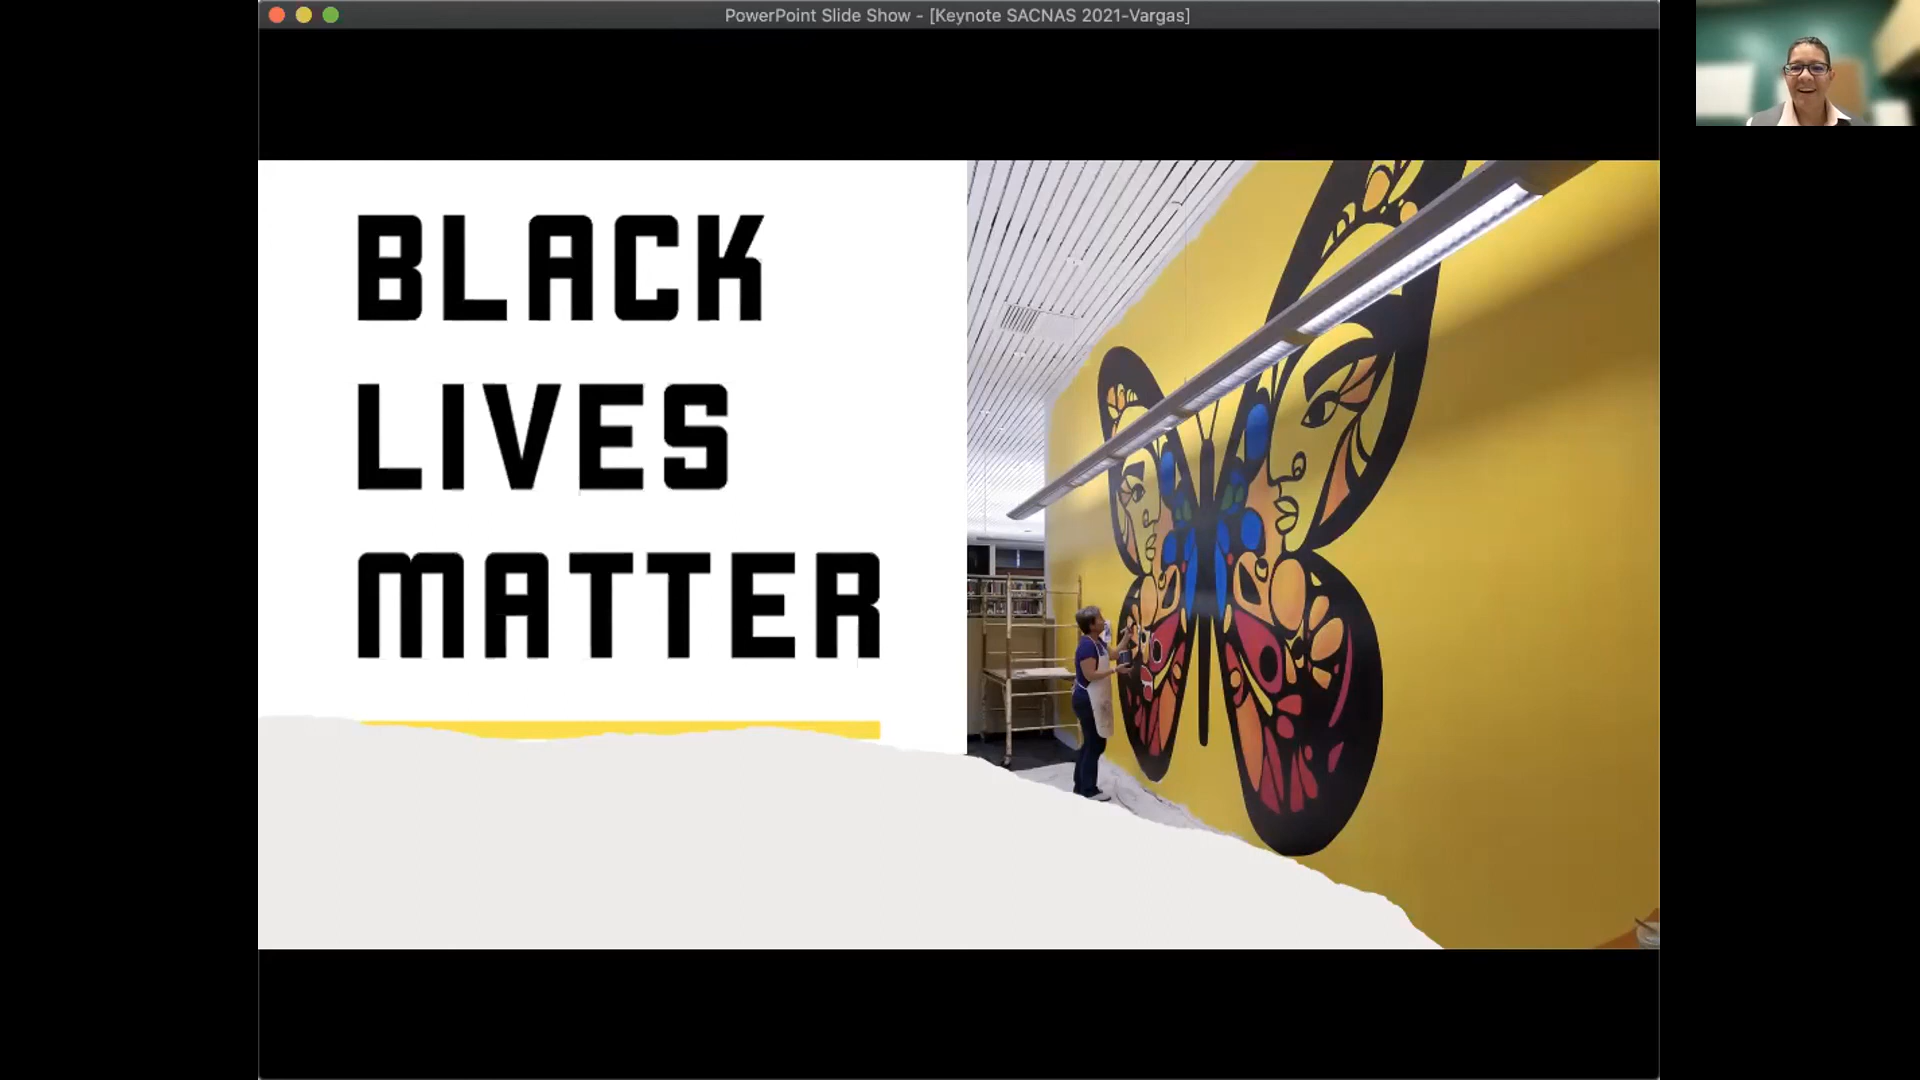 PowerPoint Slide Show - [Keynote SACNAS 2021-Vargas]
BLACK
LIVES
MATTER